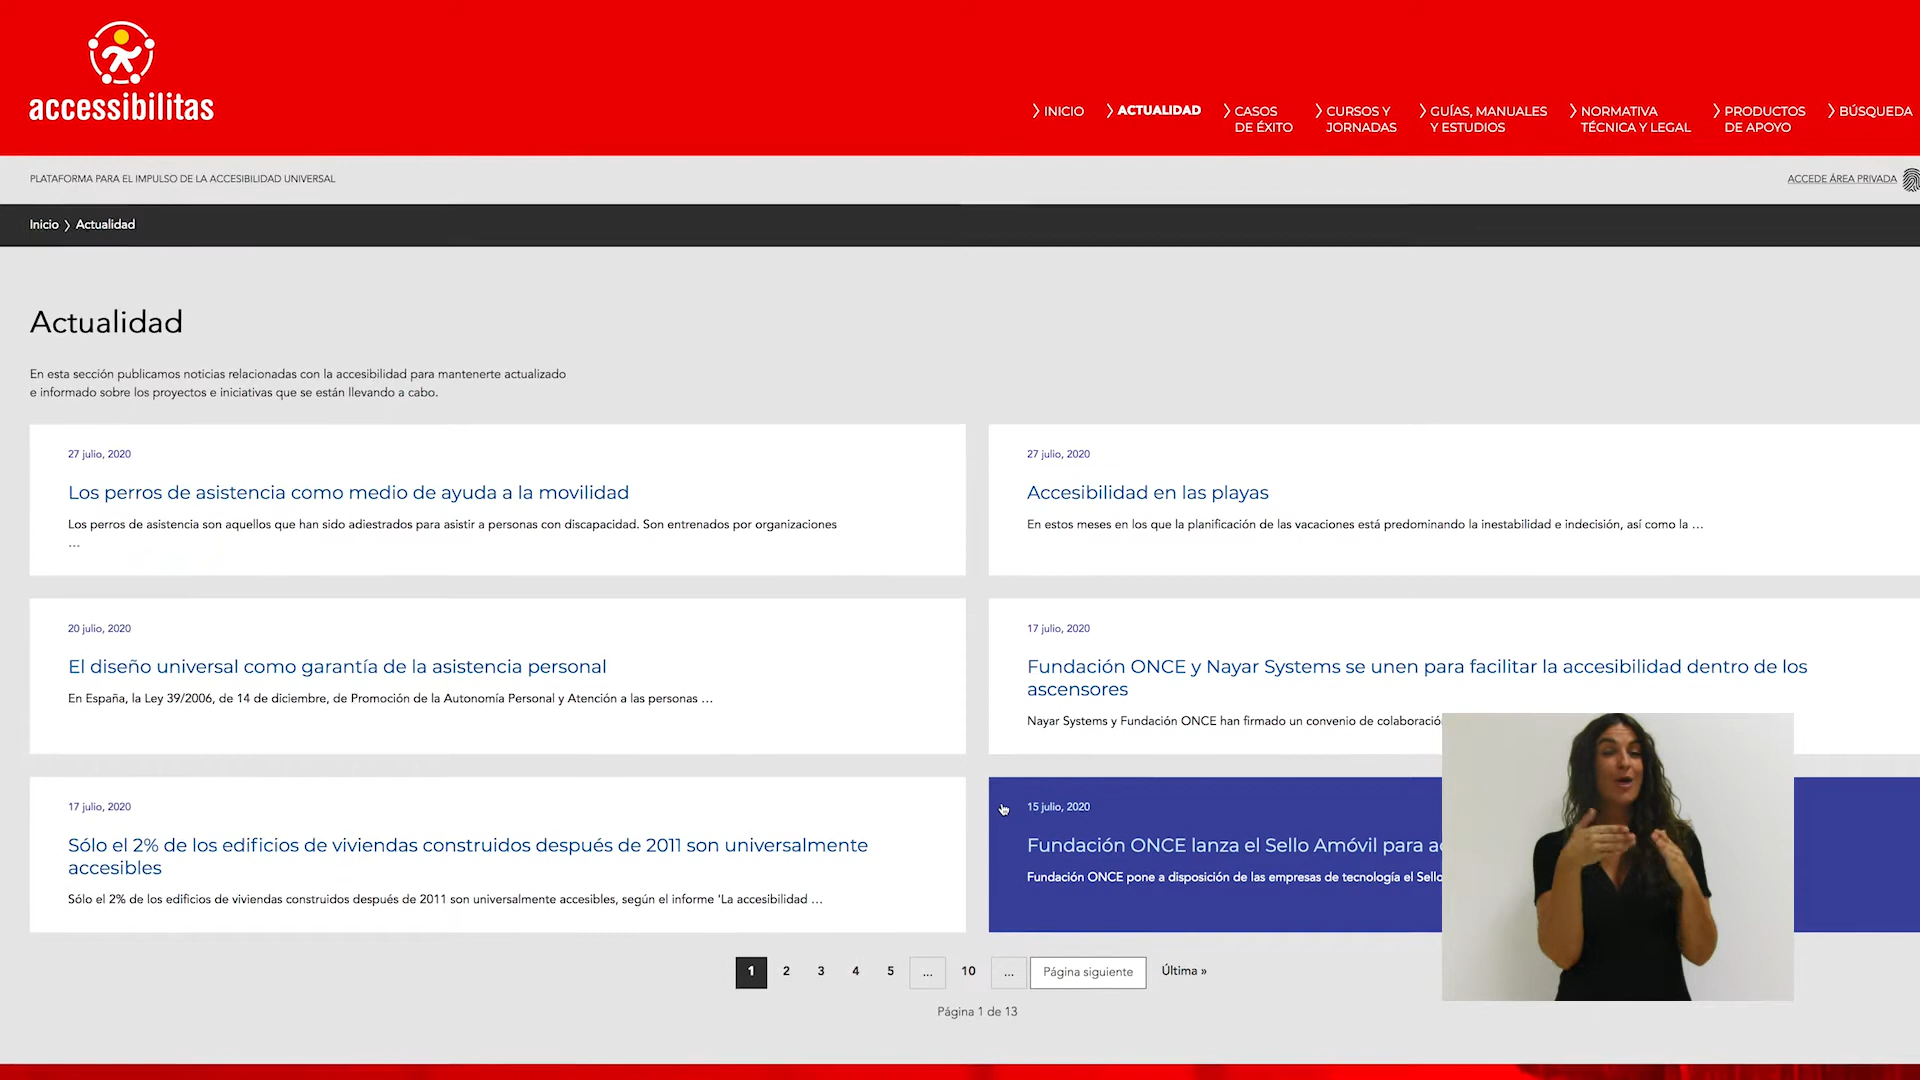 accessibilitas
INICIO
ACTUALIDAD
CASOS
DE ÉXITO
CURSOS Y
JORNADAS
GUÍAS, MANUALES
Y ESTUDIOS
NORMATIVA
TÉCNICA Y LEGAL
PRODUCTOS
DE APOYO
BÚSQUEDA
PLATAFORMA PARA EL IMPULSO DE LA ACCESIBILIDAD UNIVERSAL
ACCEDE ÁREA PRIVADA
Inicio 〉 Actualidad
Actualidad
En esta sección publicamos noticias relacionadas con la accesibilidad para mantenerte actualizado
e informado sobre los proyectos e iniciativas que se están llevando a cabo.
27 julio, 2020
Los perros de asistencia como medio de ayuda a la movilidad
Los perros de asistencia son aquellos que han sido adiestrados para asistir a personas con discapacidad. Son entrenados por organizaciones
...
27 julio, 2020
Accesibilidad en las playas
En estos meses en los que la planificación de las vacaciones está predominando la inestabilidad e indecisión, así como la ...
20 julio, 2020
El diseño universal como garantía de la asistencia personal
En España, la Ley 39/2006, de 14 de diciembre, de Promoción de la Autonomía Personal y Atención a las personas ...
17 julio, 2020
Fundación ONCE y Nayar Systems se unen para facilitar la accesibilidad dentro de los
ascensores
Nayar Systems y Fundación ONCE han firmado un convenio de
17 julio, 2020
Sólo el 2% de los edificios de viviendas construidos después de 2011 son universalmente
accesibles
Sólo el 2% de los edificios de viviendas construidos después de 2011 son universalmente accesibles, según el informe 'La accesibilidad ...
15 julio, 2020
Fundación ONCE lanza el Sello Amóvil para
Fundación ONCE pone a disposición de las empresas de tecnología el Sello
1 2 3 4 5 ... 10 ... Página siguiente Última »
Página 1 de 13